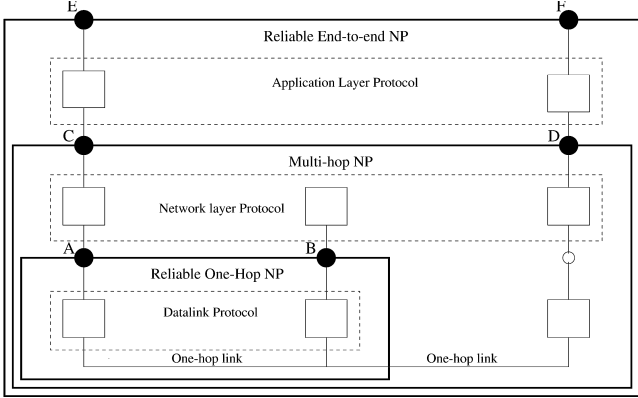 E
F
Reliable End-to-end NP
Application Layer Protocol
C
D
Multi-hop NP
Network layer Protocol
A
B
Reliable One-Hop NP
Datalink Protocol
One-hop link
One-hop link